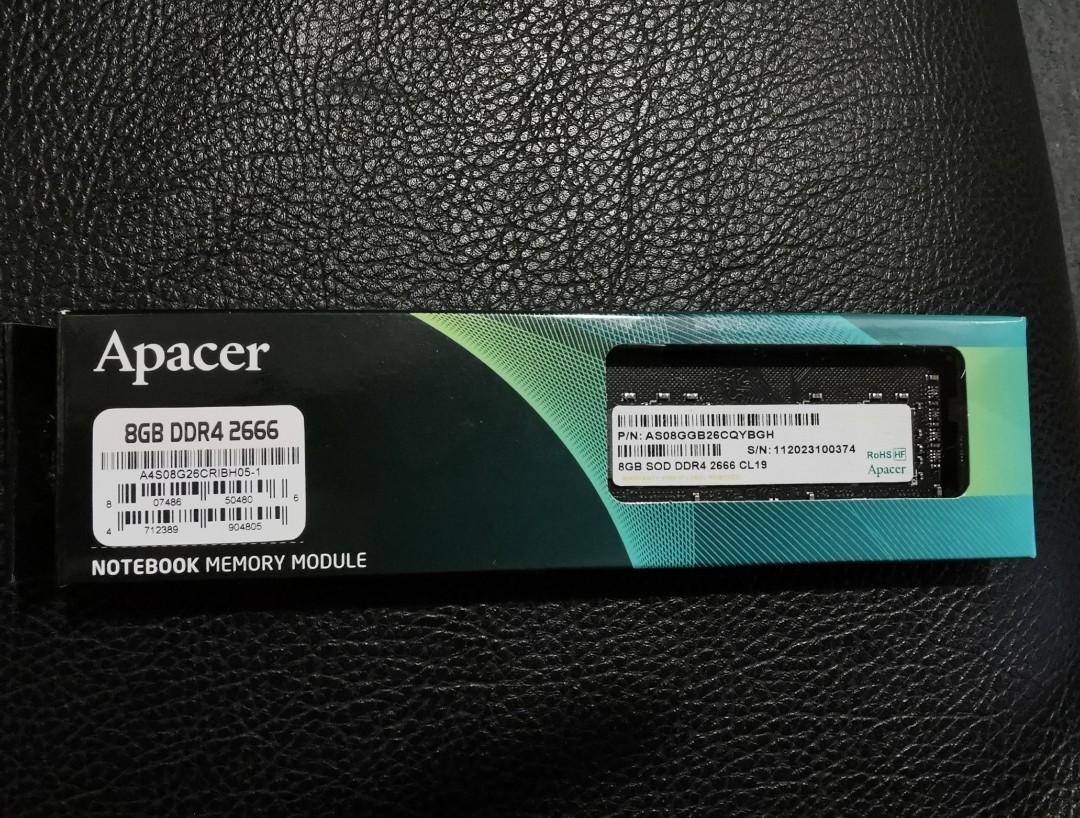 Apacer
8GB DDR4 2666
A4S08G26CRIBH05-1
8 07486 50480 6
4 712389 904805
NOTEBOOK MEMORY MODULE
P/N: AS08GGB26CQYBGH
S/N: 112023100374
8GB SOD DDR4 2666 CL19
RoHS HF
Apacer